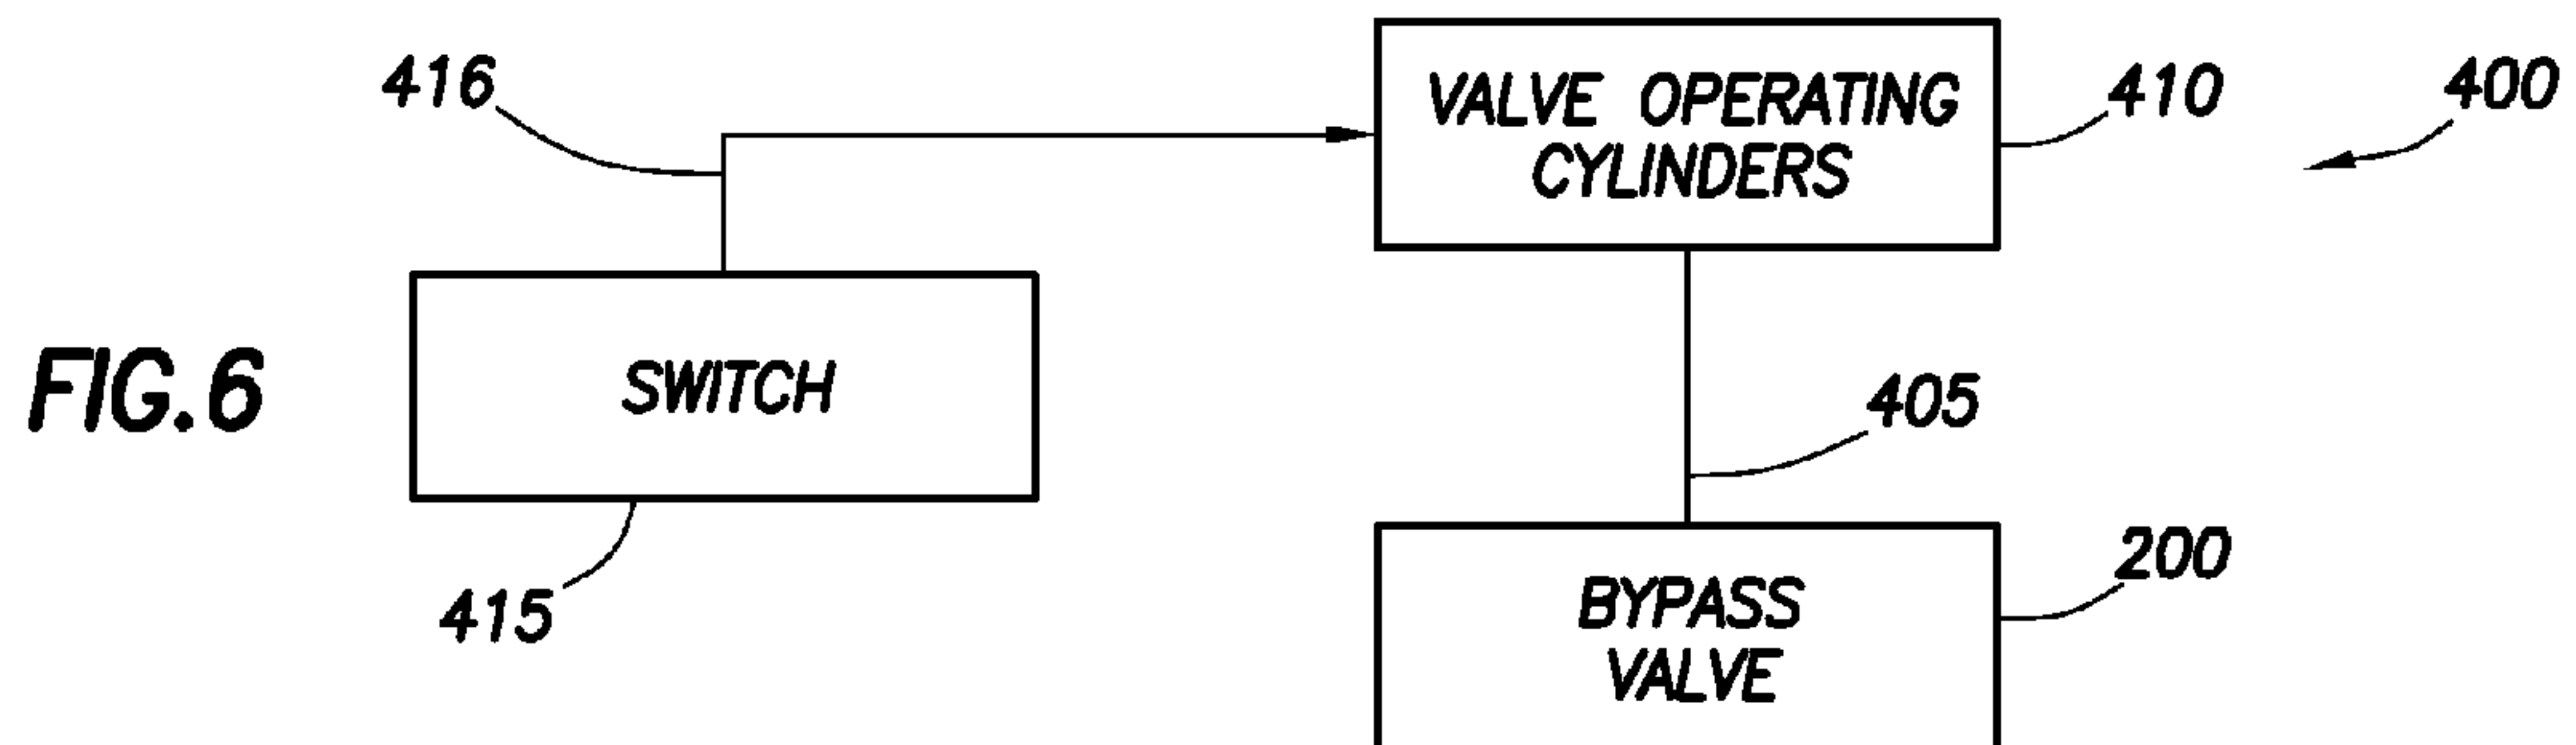 416
VALVE OPERATING
CYLINDERS
410
400
FIG.6
SWITCH
405
415
200
BYPASS
VALVE